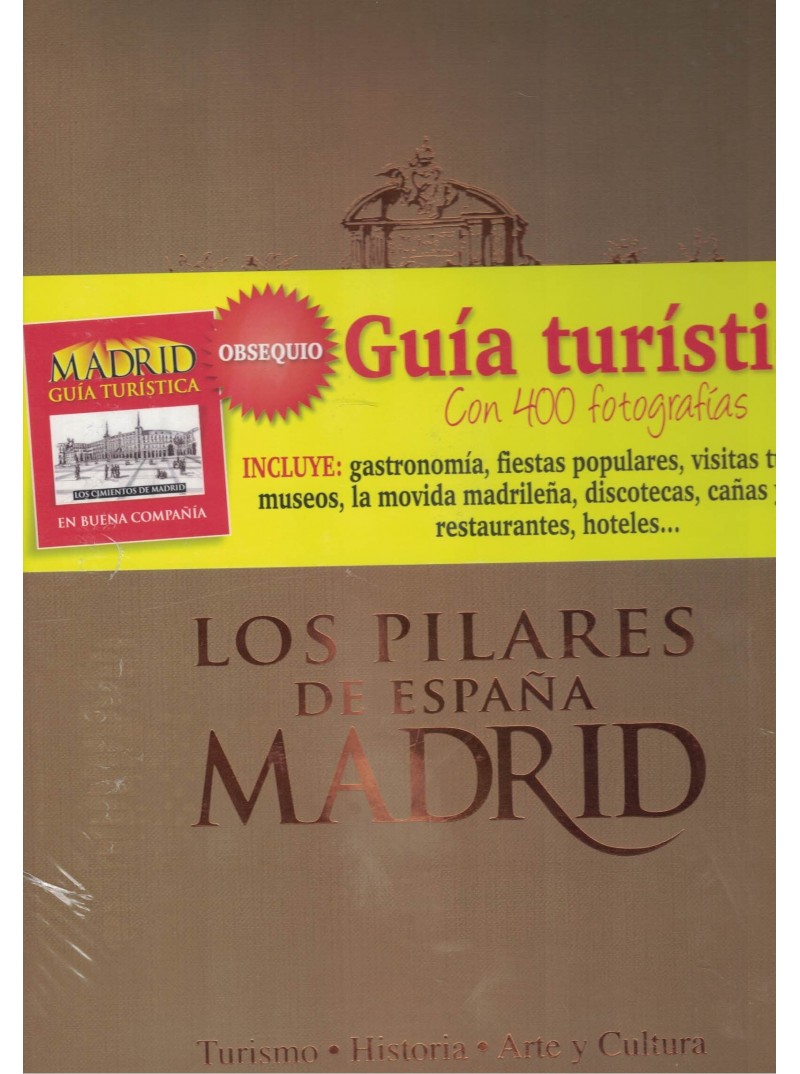 MADRID
GUÍA TURÍSTICA
LOS CIMIENTOS DE MADRID
EN BUENA COMPAÑÍA
OBSEQUIO
Guía turísti
Con 400 fotografías
INCLUYE: gastronomía, fiestas populares, visitas t
museos, la movida madrileña, discotecas, cañas
restaurantes, hoteles...
LOS PILARES
DE ESPAÑA
MADRID
Turismo • Historia • Arte y Cultura